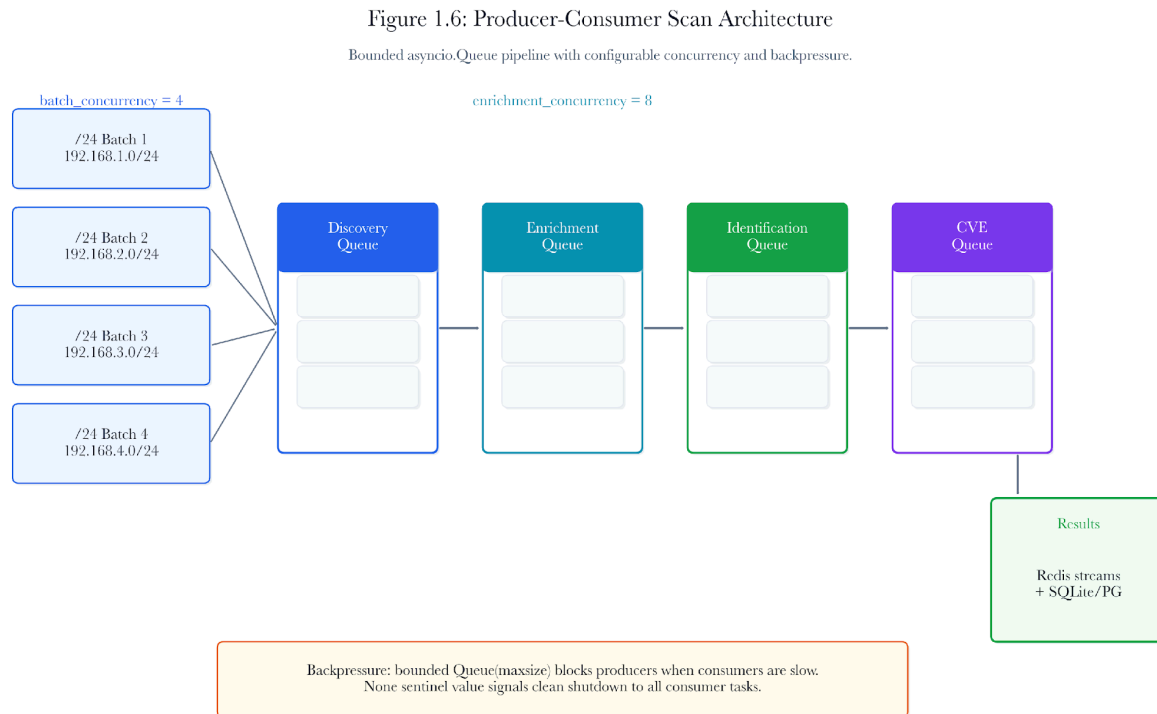 Figure 1.6: Producer-Consumer Scan Architecture
Bounded asyncio.Queue pipeline with configurable concurrency and backpressure.
batch_concurrency = 4
enrichment_concurrency = 8
/24 Batch 1
192.168.1.0/24
/24 Batch 2
192.168.2.0/24
/24 Batch 3
192.168.3.0/24
/24 Batch 4
192.168.4.0/24
Discovery
Queue
Enrichment
Queue
Identification
Queue
CVE
Queue
Results
Redis streams
+ SQLite/PG
Backpressure: bounded Queue(maxsize) blocks producers when consumers are slow.
None sentinel value signals clean shutdown to all consumer tasks.